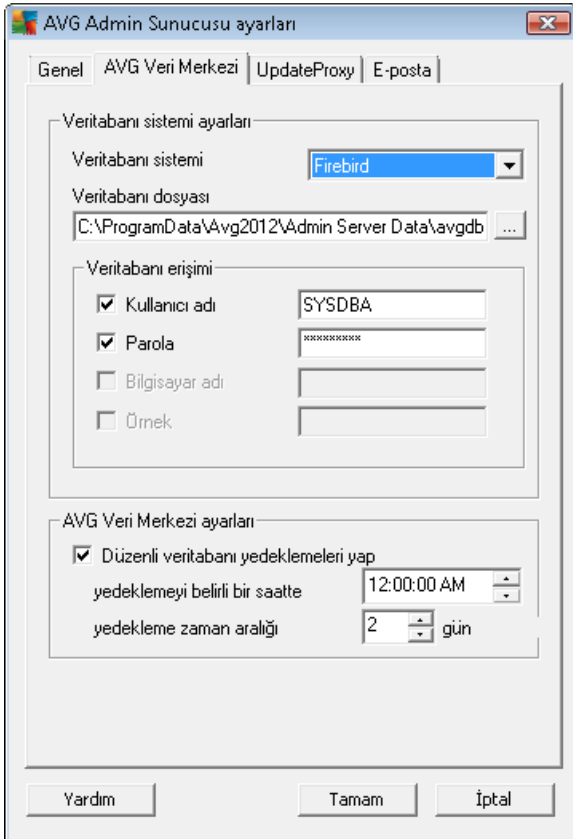 AVG Admin Sunucusu ayarları
Genel AVG Veri Merkezi UpdateProxy E-posta
Veritabanı sistemi ayarları
Veritabanı sistemi Firebird
Veritabanı dosyası
C:\ProgramData\Avg2012\Admin Server Data\avgdb ...
Veritabanı erişimi
Kullanıcı adı SYSDBA
Parola ×××××××××
Bilgisayar adı
Örnek
AVG Veri Merkezi ayarları
Düzenli veritabanı yedeklemeleri yap
yedeklemeyi belirli bir saatte 12:00:00 AM
yedekleme zaman aralığı 2 gün
Yardım Tamam İptal